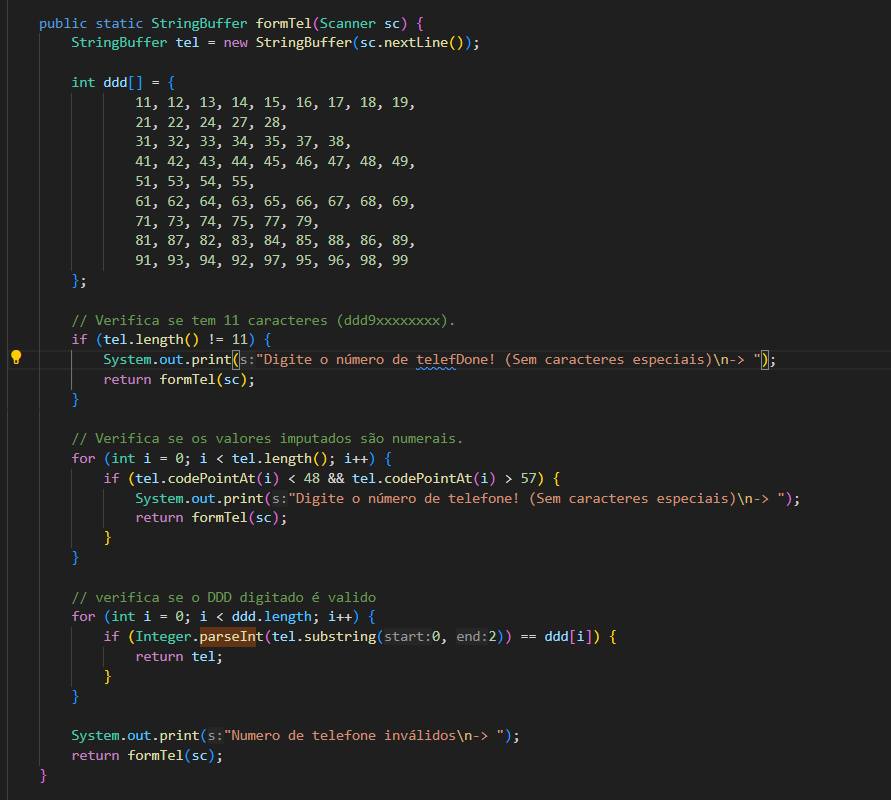 public static StringBuffer formTel(Scanner sc) {
StringBuffer tel = new StringBuffer(sc.nextLine());
int ddd[] = {
11, 12, 13, 14, 15, 16, 17, 18, 19,
21, 22, 24, 27, 28,
31, 32, 33, 34, 35, 37, 38,
41, 42, 43, 44, 45, 46, 47, 48, 49,
51, 53, 54, 55,
61, 62, 64, 63, 65, 66, 67, 68, 69,
71, 73, 74, 75, 77, 79,
81, 87, 82, 83, 84, 85, 88, 86, 89,
91, 93, 94, 92, 97, 95, 96, 98, 99
};
// Verifica se tem 11 caracteres (ddd9xxxxxxxx).
if (tel.length() != 11) {
System.out.print(s:"Digite o número de telefDone! (Sem caracteres especiais)\n-> ");
return formTel(sc);
}
// Verifica se os valores imputados são numerais.
for (int i = 0; i < tel.length(); i++) {
if (tel.codePointAt(i) < 48 && tel.codePointAt(i) > 57) {
System.out.print(s:"Digite o número de telefone! (Sem caracteres especiais)\n-> ");
return formTel(sc);
}
}
// verifica se o DDD digitado é valido
for (int i = 0; i < ddd.length; i++) {
if (Integer.parseInt(tel.substring(start:0, end:2)) == ddd[i]) {
return tel;
}
}
System.out.print(s:"Numero de telefone inválidos\n-> ");
return formTel(sc);
}